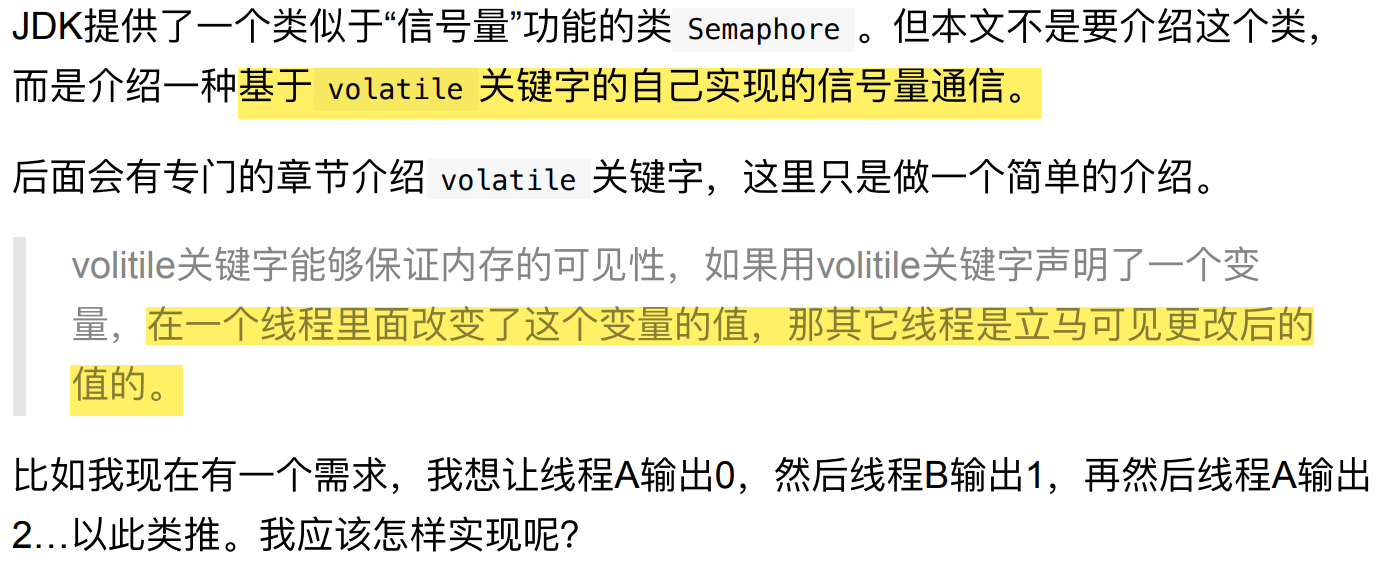 JDK提供了一个类似于“信号量”功能的类 Semaphore 。但本文不是要介绍这个类，
而是介绍一种基于 volatile 关键字的自己实现的信号量通信。
后面会有专门的章节介绍 volatile 关键字，这里只是做一个简单的介绍。
volitile关键字能够保证内存的可见性，如果用volitile关键字声明了一个变
量，在一个线程里面改变了这个变量的值，那其它线程是立马可见更改后的
值的。
比如我现在有一个需求，我想让线程A输出0，然后线程B输出1，再然后线程A输出
2…以此类推。我应该怎样实现呢？